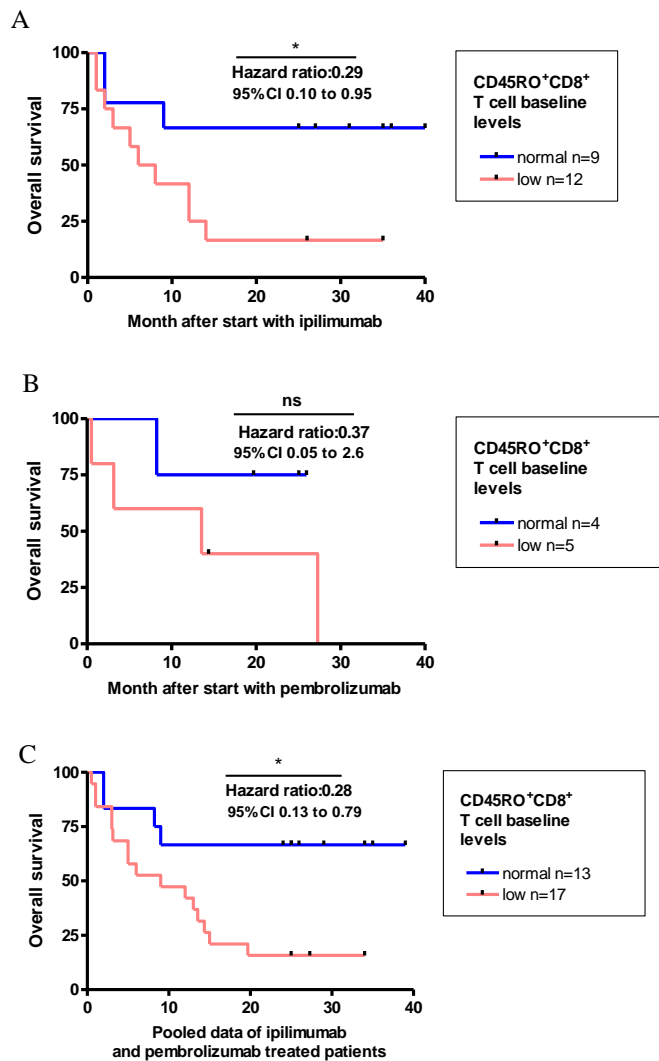 A
*
Hazard ratio:0.29
95%CI 0.10 to 0.95
100
75
50
25
0
Overall survival
0 10 20 30 40
Month after start with ipilimumab
CD45RO+CD8+
T cell baseline
levels
normal n=9
low n=12
B
ns
Hazard ratio:0.37
95%CI 0.05 to 2.6
100
75
50
25
0
Overall survival
0 10 20 30 40
Month after start with pembrolizumab
CD45RO+CD8+
T cell baseline
levels
normal n=4
low n=5
C
*
Hazard ratio:0.28
95%CI 0.13 to 0.79
100
75
50
25
0
Overall survival
0 10 20 30 40
Pooled data of ipilimumab
and pembrolizumab treated patients
CD45RO+CD8+
T cell baseline
levels
normal n=13
low n=17